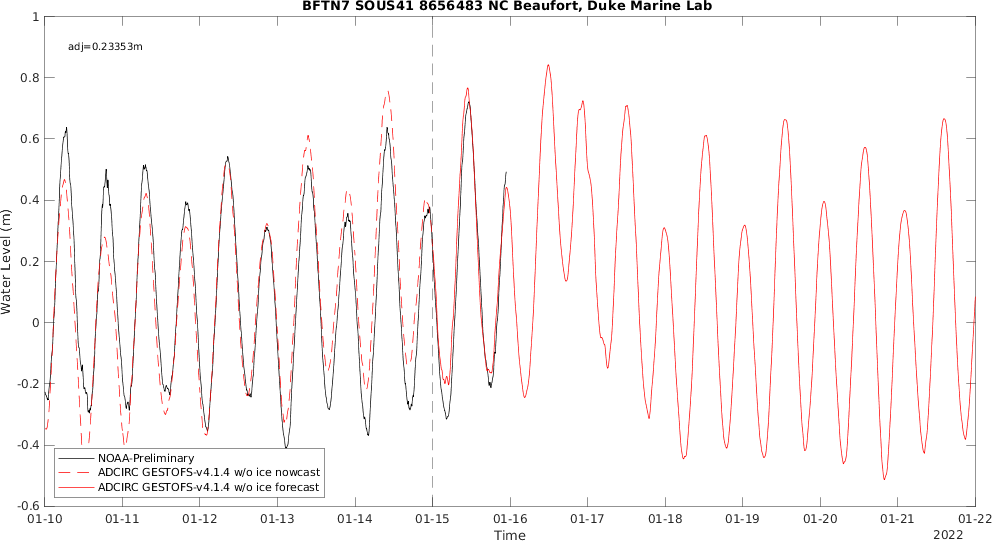 BFTN7 SOUS41 8656483 NC Beaufort, Duke Marine Lab
adj=0.23353m
Water Level (m)
1
0.8
0.6
0.4
0.2
0
-0.2
-0.4
-0.6
NOAA-Preliminary
ADCIRC GESTOFS-v4.1.4 w/o ice nowcast
ADCIRC GESTOFS-v4.1.4 w/o ice forecast
01-10 01-11 01-12 01-13 01-14 01-15 01-16 01-17 01-18 01-19 01-20 01-21 01-22
Time
2022